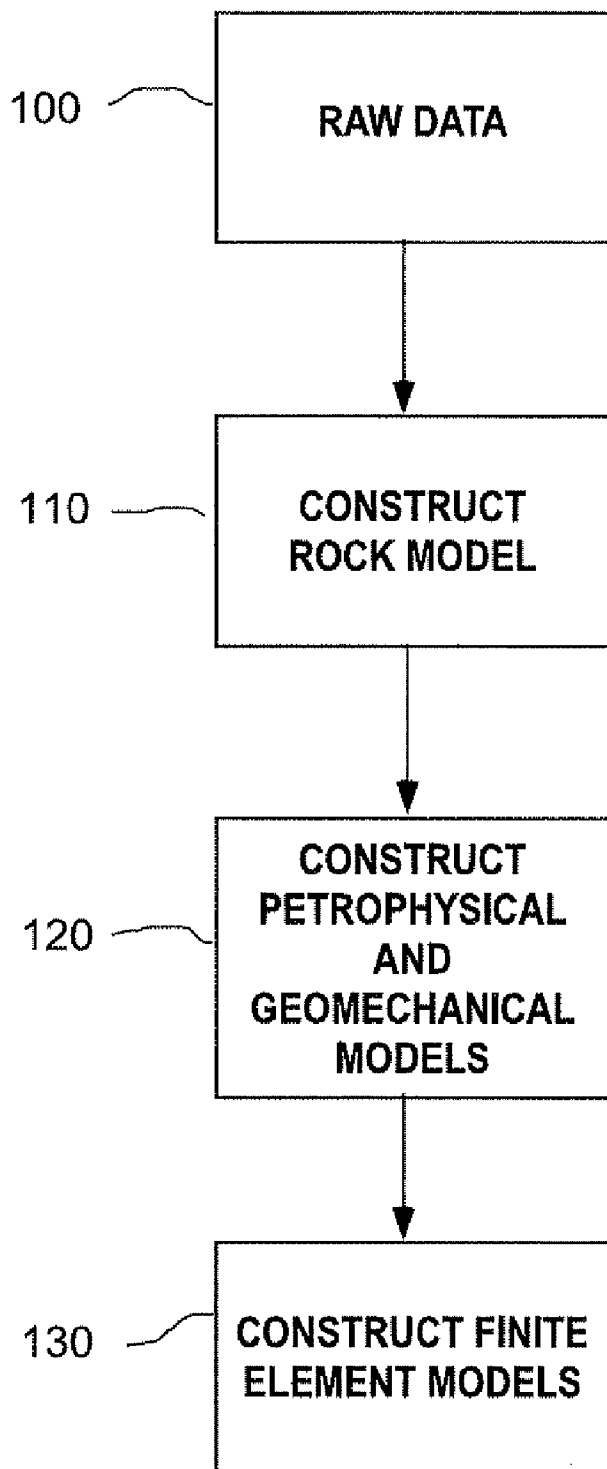 100
RAW DATA
110
CONSTRUCT
ROCK MODEL
120
CONSTRUCT
PETROPHYSICAL
AND
GEOMECHANICAL
MODELS
130
CONSTRUCT FINITE
ELEMENT MODELS